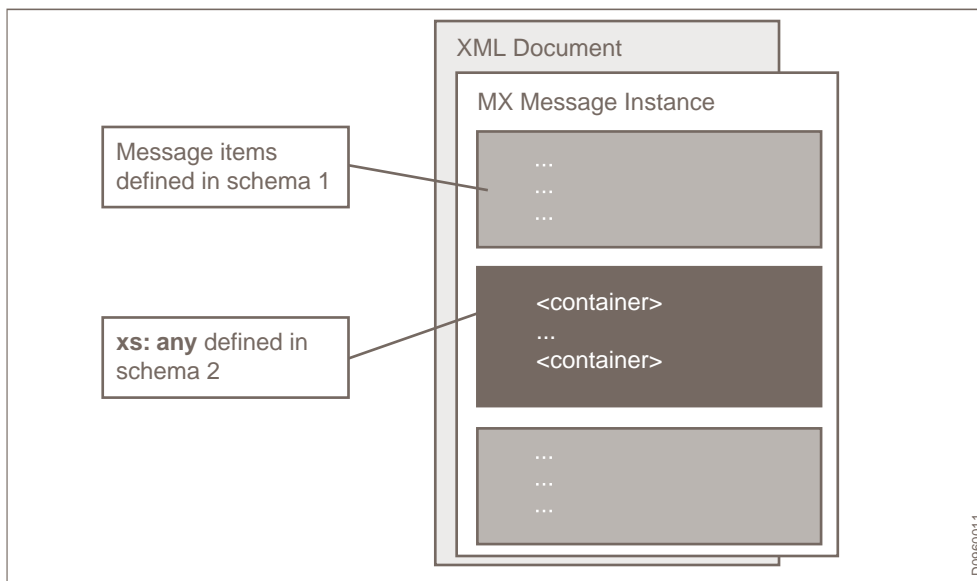 XML Document
MX Message Instance
Message items
defined in schema 1
...
...
...
xs: any defined in
schema 2
<container>
...
<container>
...
...
...
D0960011